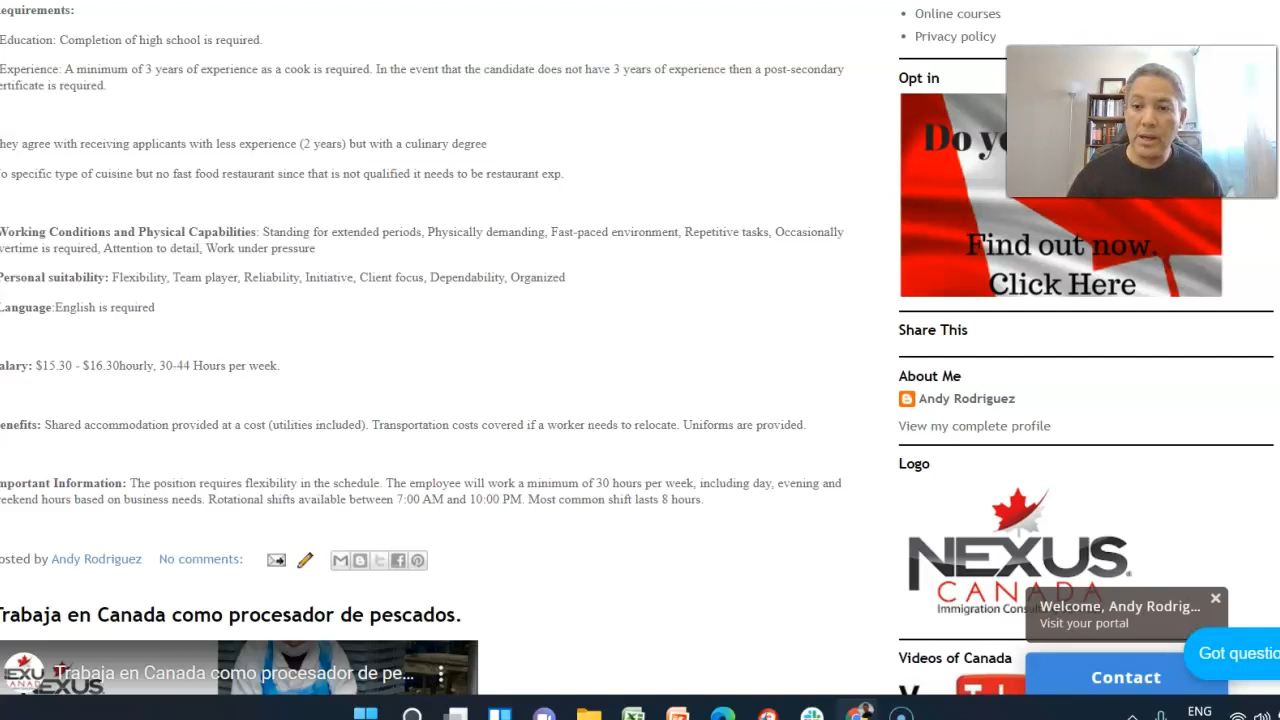 equirements:
Education: Completion of high school is required.
Experience: A minimum of 3 years of experience as a cook is required. In the event that the candidate does not have 3 years of experience then a post-secondary
ertificate is required.
hey agree with receiving applicants with less experience (2 years) but with a culinary degree
o specific type of cuisine but no fast food restaurant since that is not qualified it needs to be restaurant exp.
Working Conditions and Physical Capabilities: Standing for extended periods, Physically demanding, Fast-paced environment, Repetitive tasks, Occasionally
vertime is required, Attention to detail, Work under pressure
Personal suitability: Flexibility, Team player, Reliability, Initiative, Client focus, Dependability, Organized
Language:English is required
alary: $15.30 - $16.30hourly, 30-44 Hours per week.
enefits: Shared accommodation provided at a cost (utilities included). Transportation costs covered if a worker needs to relocate. Uniforms are provided.
mportant Information: The position requires flexibility in the schedule. The employee will work a minimum of 30 hours per week, including day, evening and
eekend hours based on business needs. Rotational shifts available between 7:00 AM and 10:00 PM. Most common shift lasts 8 hours.
osted by Andy Rodriguez No comments:
Trabaja en Canada como procesador de pescados.
Trabaja en Canada como procesador de pe...
NEXUS
Online courses
Privacy policy
Opt in
Do yo
Find out now.
Click Here
Share This
About Me
Andy Rodriguez
View my complete profile
Logo
NEXUS
CANADA
Immigration Consul
Welcome, Andy Rodrig...
Visit your portal
Videos of Canada
Got questio
Contact
ENG